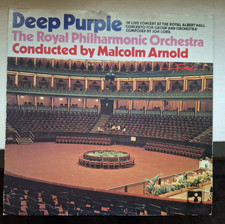 Deep Purple
IN LIVE CONCERT AT THE ROYAL ALBERT HALL
CONCERTO FOR GROUP AND ORCHESTRA
COMPOSED BY JON LORD
The Royal Philharmonic Orchestra
Conducted by Malcolm Arnold